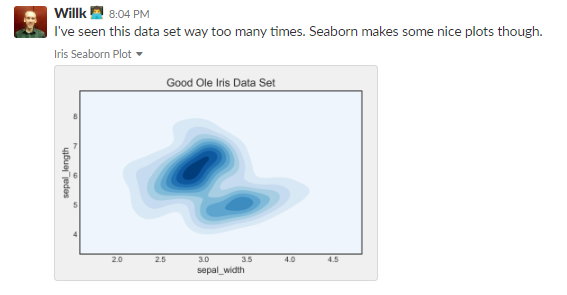 Willk 8:04 PM
I've seen this data set way too many times. Seaborn makes some nice plots though.
Iris Seaborn Plot
Good Ole Iris Data Set
8
7
6
5
4
sepal_length
2.0 2.5 3.0 3.5 4.0 4.5
sepal_width